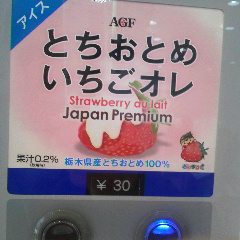 アイス
AGF
とちおとめ
いちごオレ
Strawberry au lait
Japan Premium
果汁0.2%
栃木県産とちおとめ100%
¥ 30